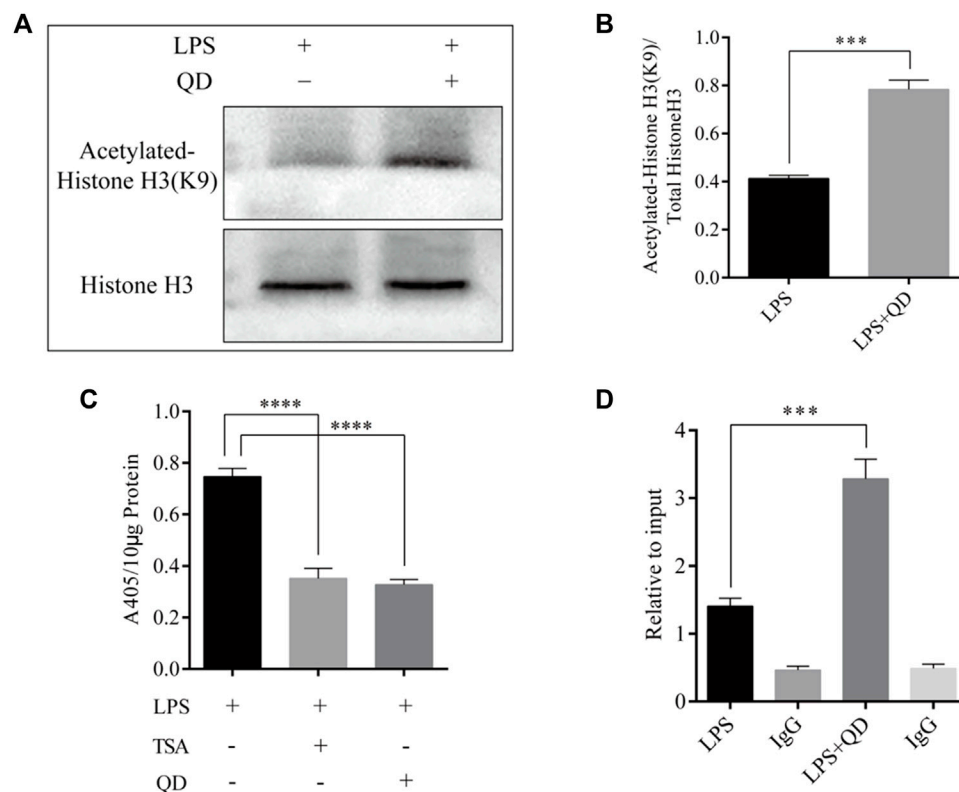 A
LPS + +
QD – +
Acetylated-
Histone H3(K9)
Histone H3
B
Acetylated-Histone H3(K9)/
Total HistoneH3
1.0
0.8
0.6
0.4
0.2
0.0
***
LPS
LPS+QD
C
A405/10μg Protein
1.0
0.8
0.6
0.4
0.2
0.0
****
****
LPS + + +
TSA - + -
QD - - +
D
Relative to input
4
3
2
1
0
***
LPS
IgG
LPS+QD
IgG